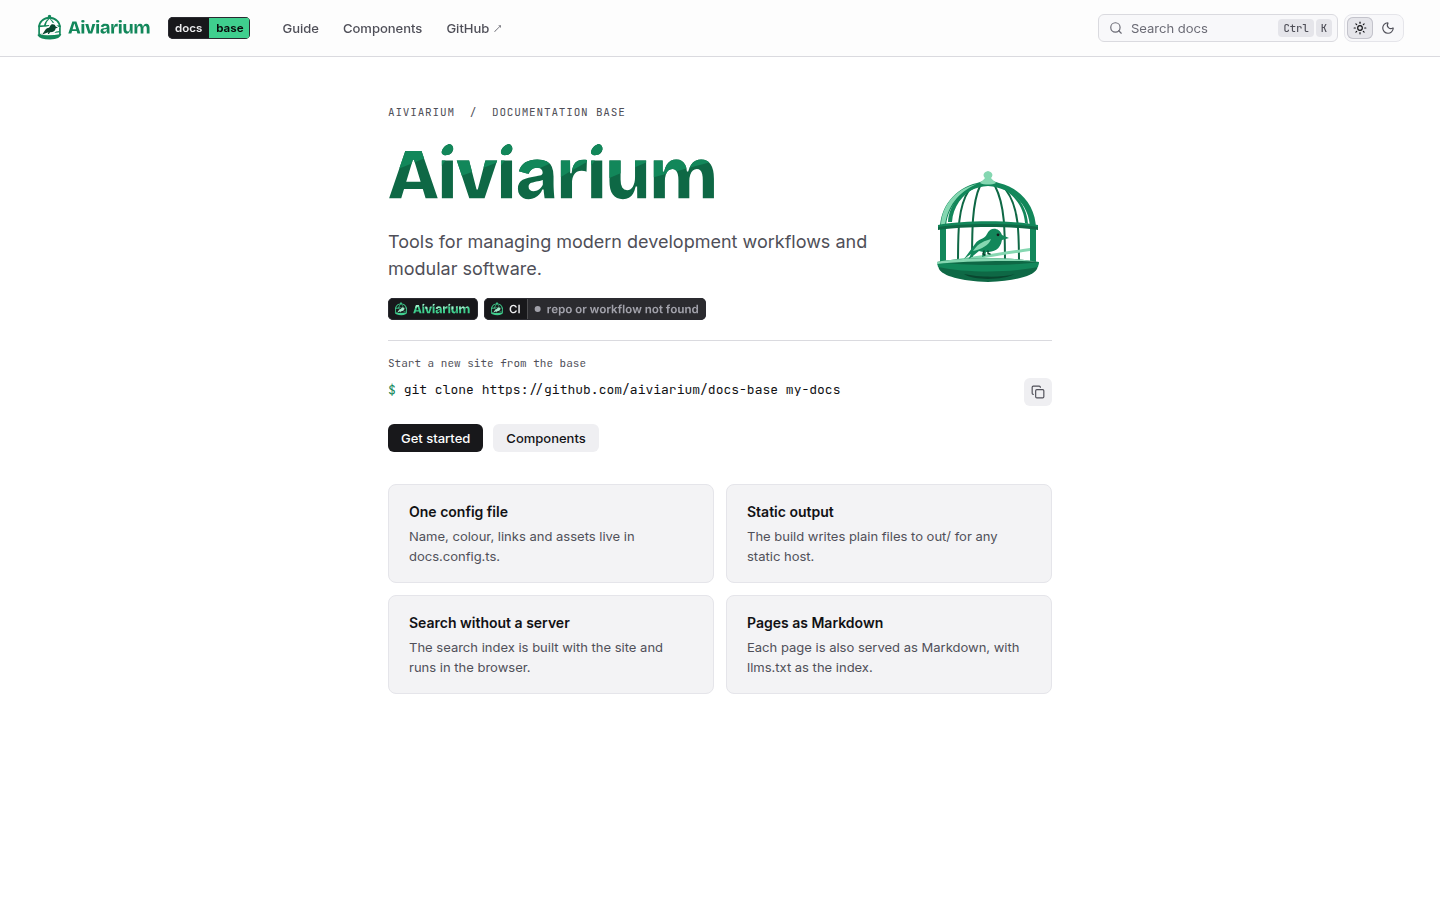 Aiviarium docs base Guide Components GitHub ↗ Search docs Ctrl K
AIVIARIUM / DOCUMENTATION BASE
Aiviarium
Tools for managing modern development workflows and
modular software.
Aiviarium CI repo or workflow not found
Start a new site from the base
$ git clone https://github.com/aiviarium/docs-base my-docs
Get started Components
One config file
Name, colour, links and assets live in
docs.config.ts.
Static output
The build writes plain files to out/ for any
static host.
Search without a server
The search index is built with the site and
runs in the browser.
Pages as Markdown
Each page is also served as Markdown, with
llms.txt as the index.